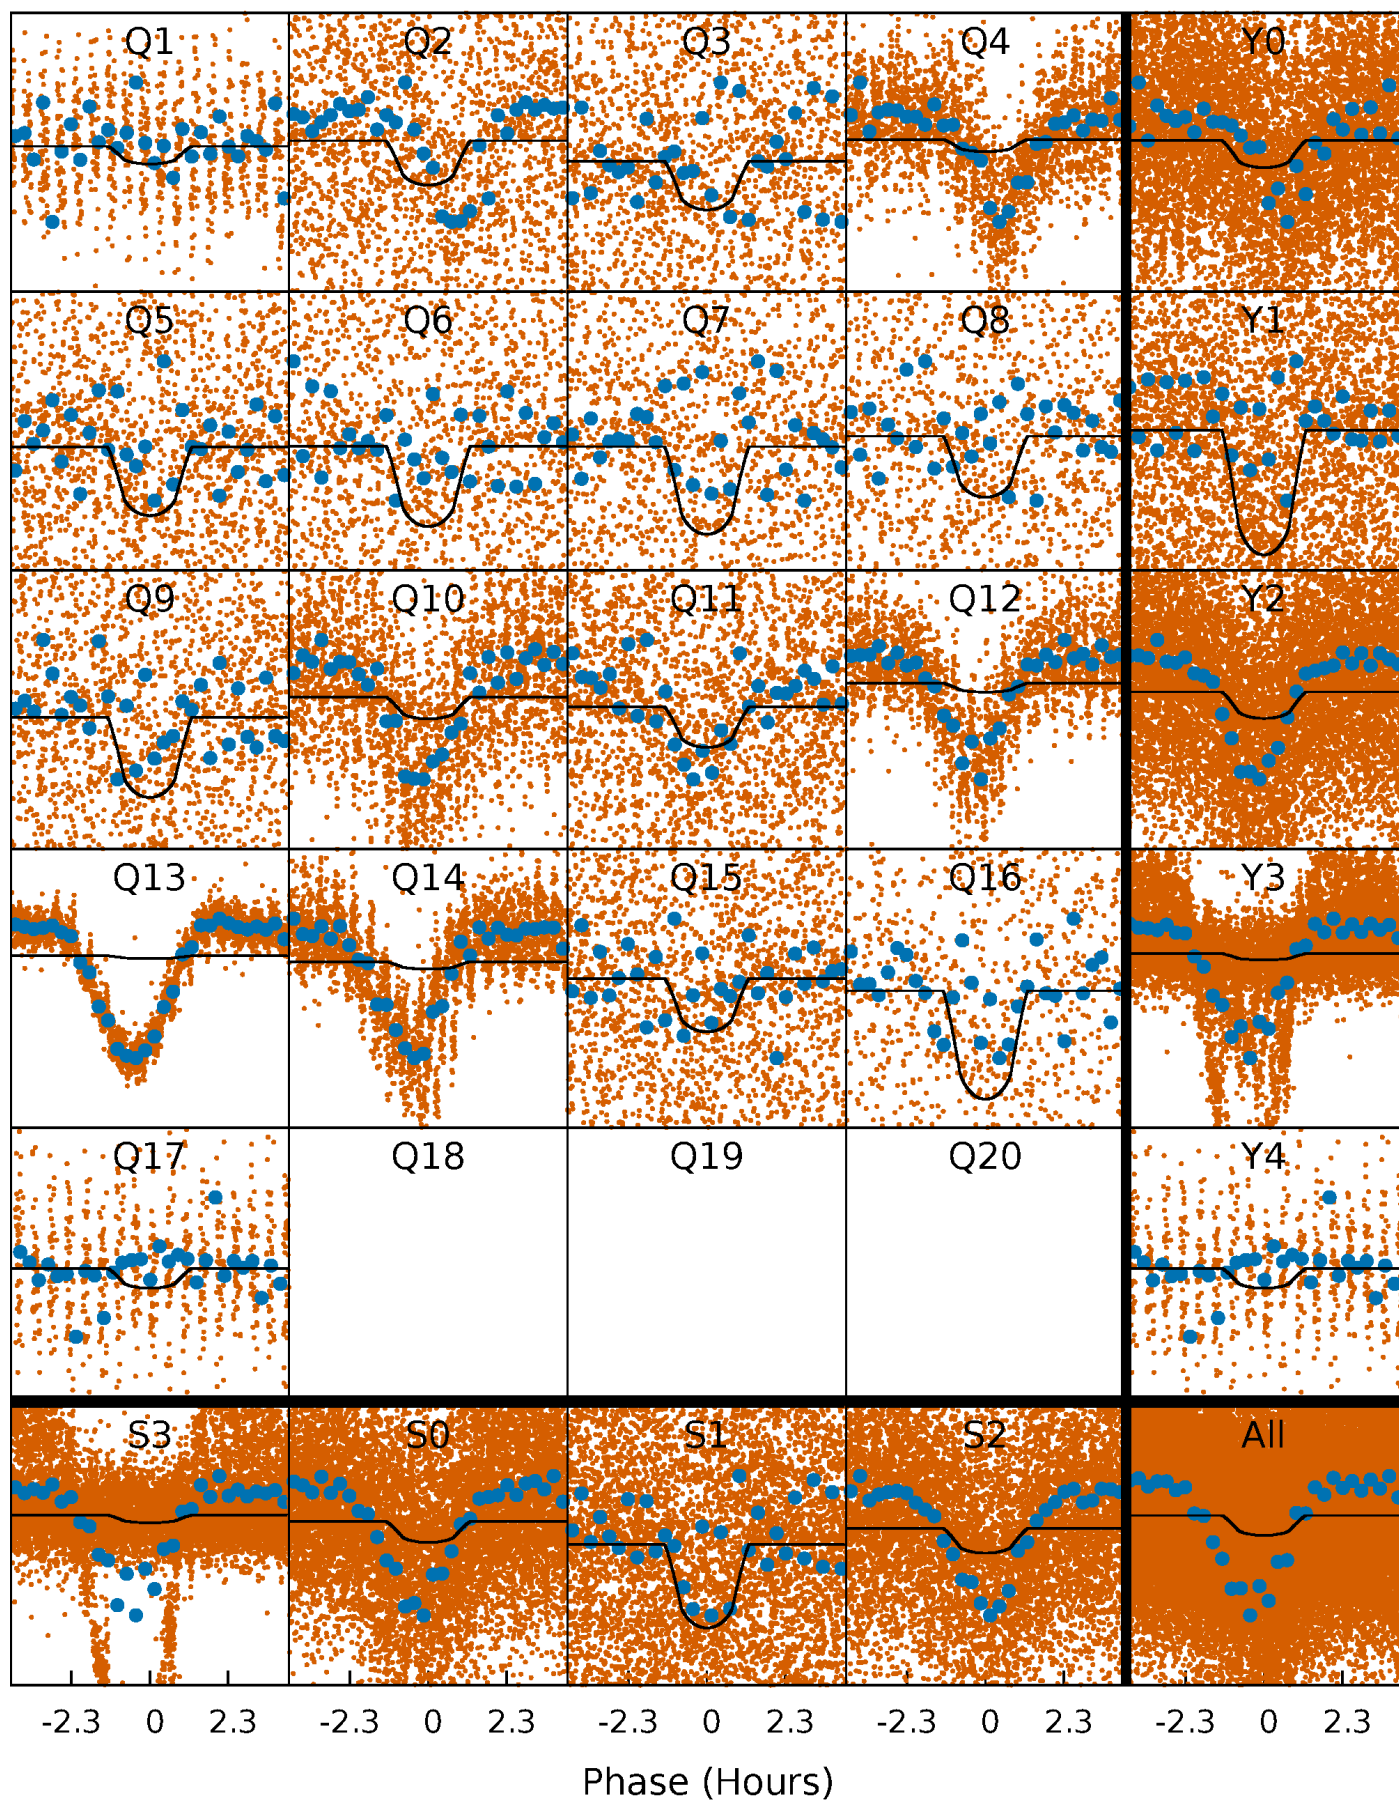 Q1 Q2 Q3 Q4 Y0
Q5 Q6 Q7 Q8 Y1
Q9 Q10 Q11 Q12 Y2
Q13 Q14 Q15 Q16 Y3
Q17 Q18 Q19 Q20 Y4
S3 S0 S1 S2 All
-2.3 0 2.3 -2.3 0 2.3 -2.3 0 2.3 -2.3 0 2.3 -2.3 0 2.3
Phase (Hours)